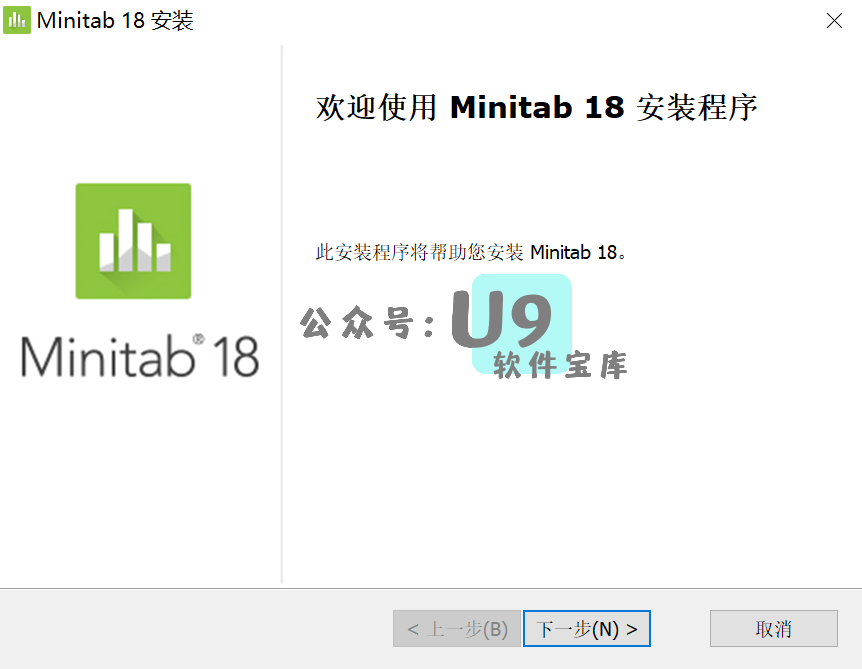 Minitab 18 安装
欢迎使用 Minitab 18 安装程序
Minitab® 18
此安装程序将帮助您安装 Minitab 18。
公众号：U9
软件宝库
< 上一步(B)
下一步(N) >
取消